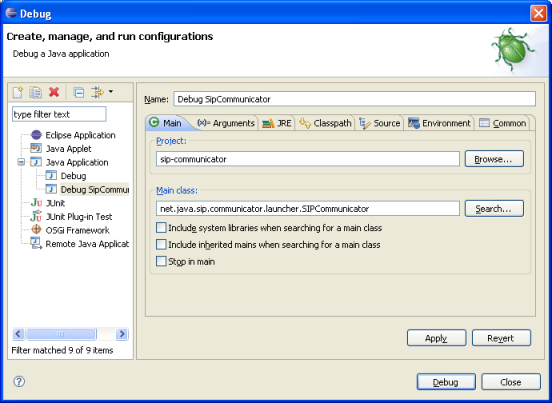 Debug
Create, manage, and run configurations
Debug a Java application
type filter text
Eclipse Application
Java Applet
Java Application
Debug
Debug SipCommun
JUnit
JUnit Plug-in Test
OSGi Framework
Remote Java Applicat
Filter matched 9 of 9 items
Name: Debug SipCommunicator
Main (x)= Arguments JRE Classpath Source Environment Common
Project:
sip-communicator
Browse...
Main class:
net.java.sip.communicator.launcher.SIPCommunicator
Search...
Include system libraries when searching for a main class
Include inherited mains when searching for a main class
Stop in main
Apply Revert
? Debug Close